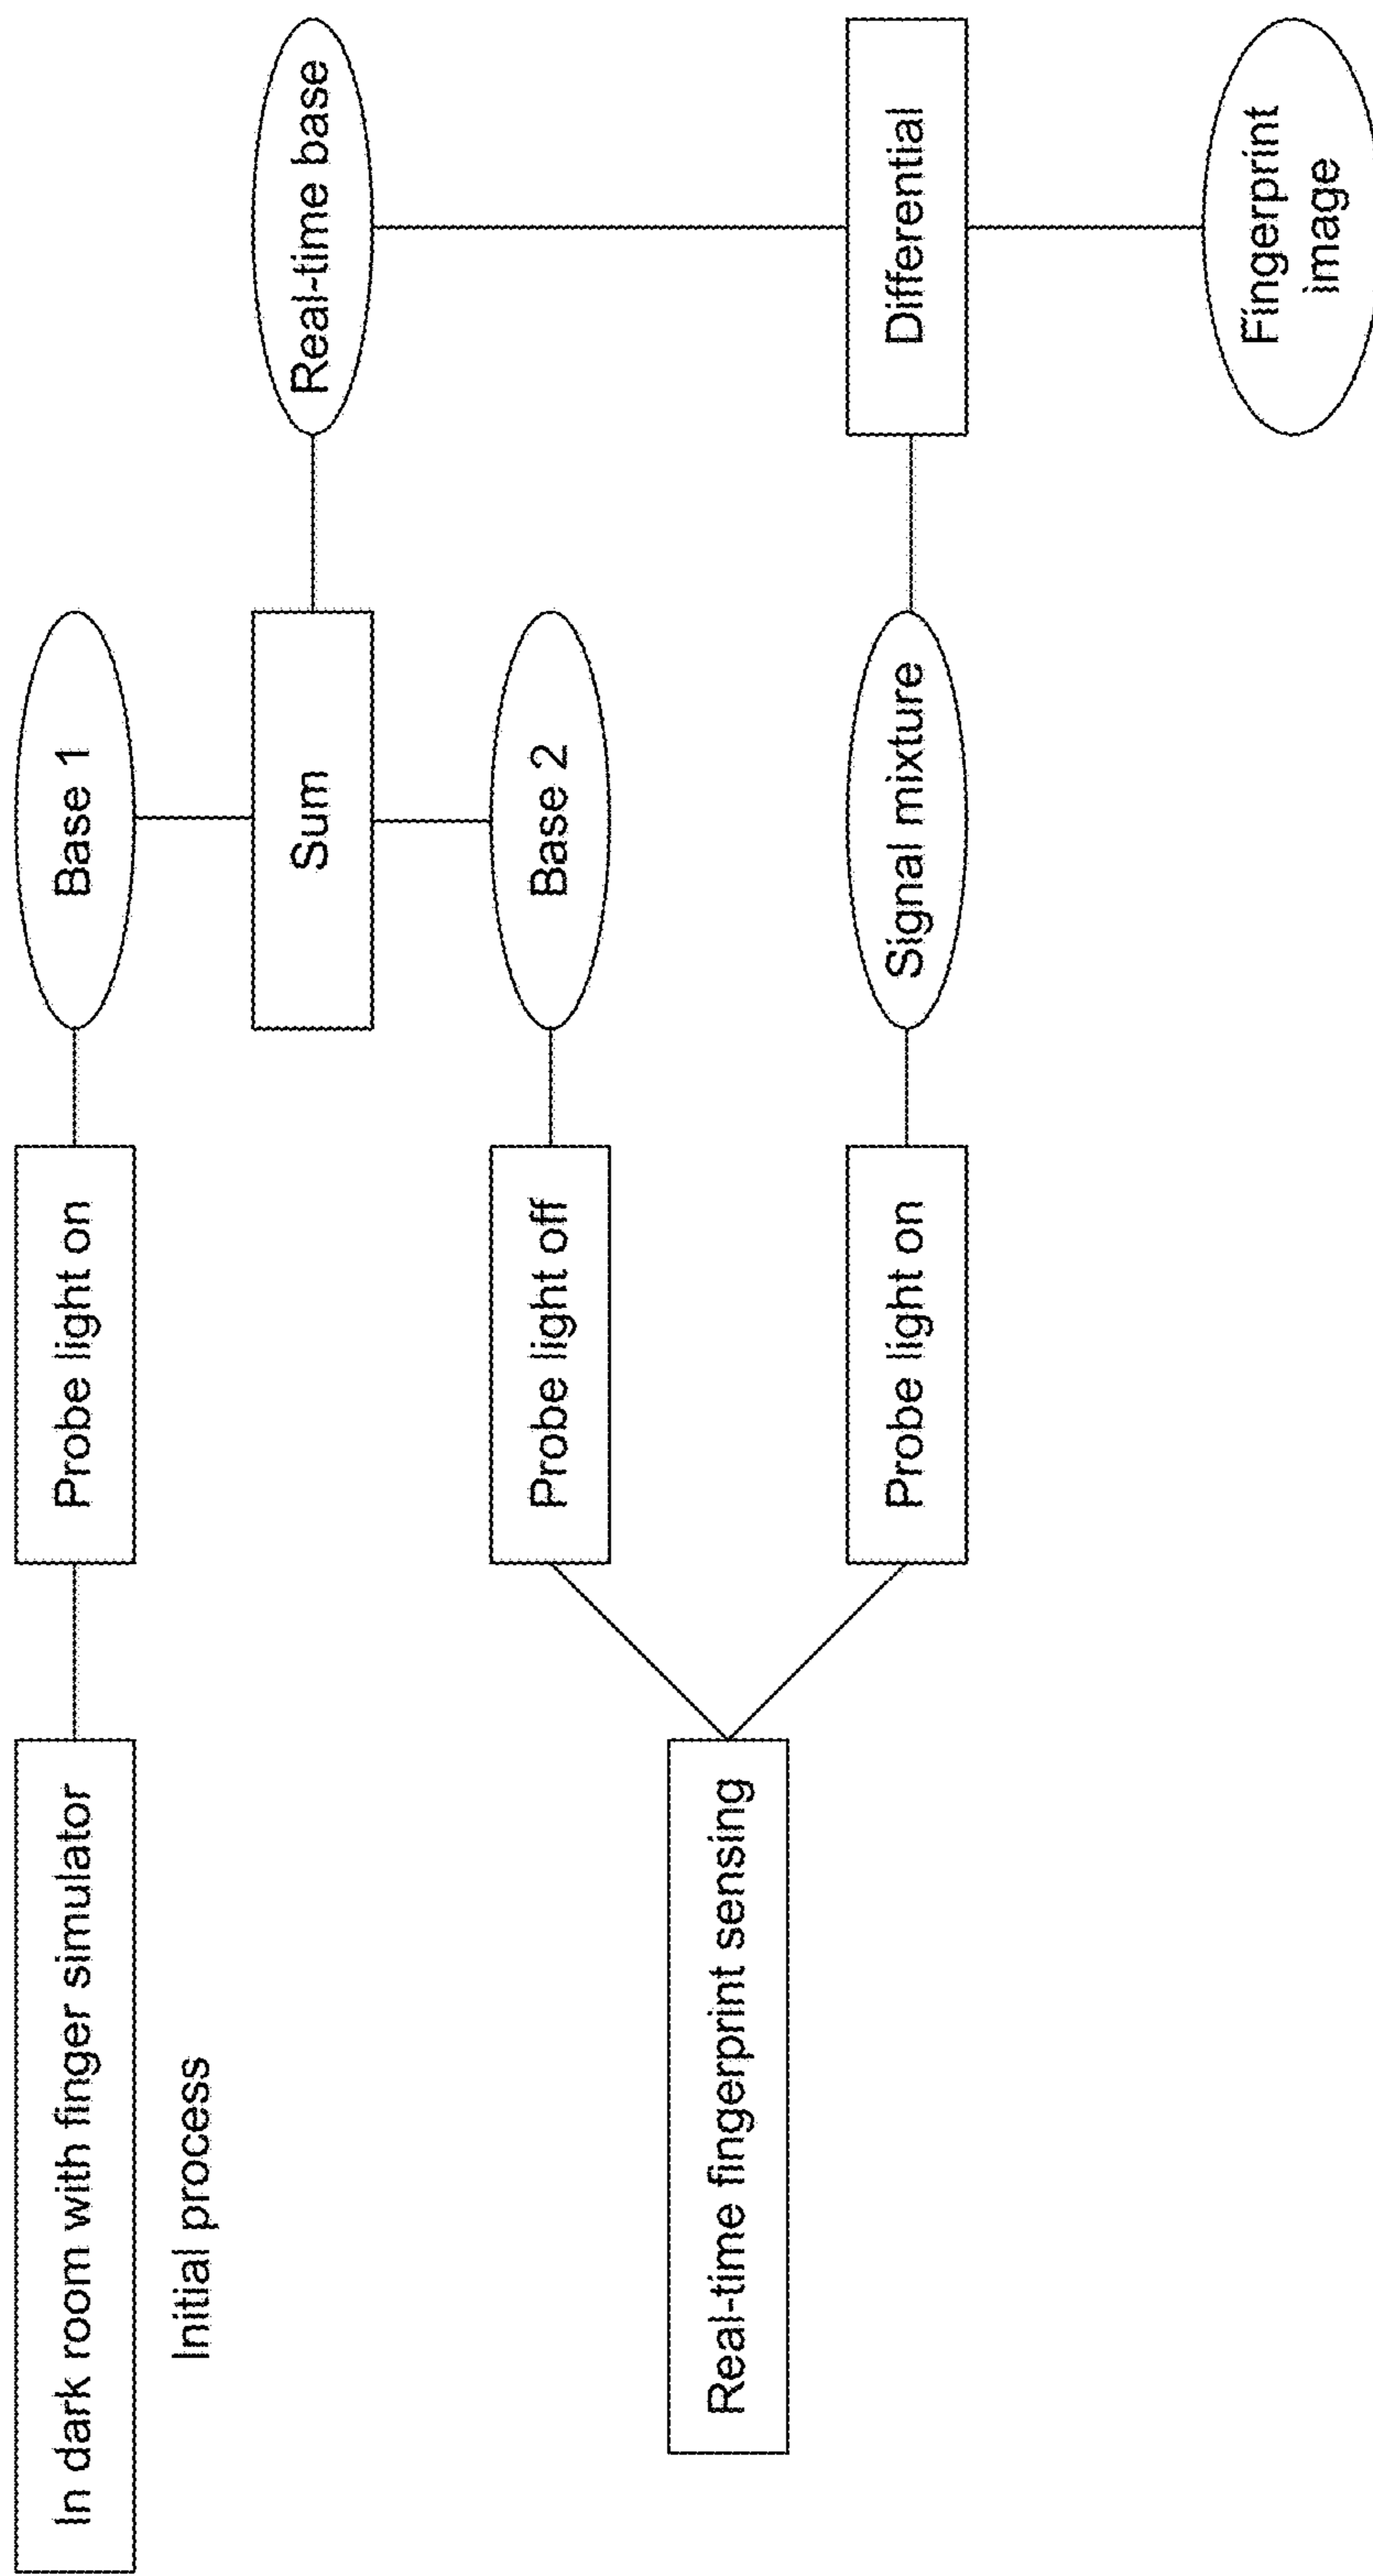 In dark room with finger simulator
Probe light on
Base 1
Initial process
Sum
Real-time base
Probe light off
Base 2
Real-time fingerprint sensing
Probe light on
Signal mixture
Differential
Fingerprint
image